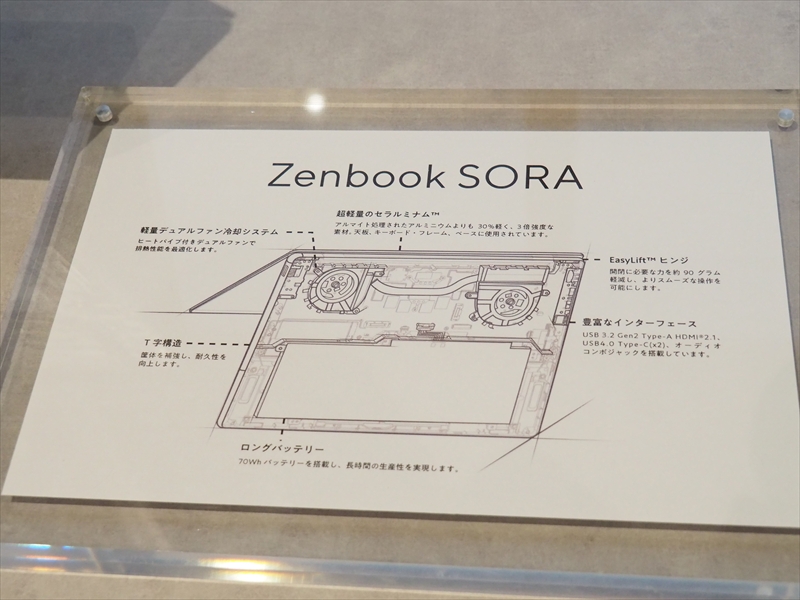 Zenbook SORA
超軽量のセラルミナム™
アルマイト処理されたアルミニウムよりも 30%軽く、3倍強度な
素材、天板、キーボード・フレーム、ベースに使用されています。
軽量デュアルファン冷却システム
ヒートパイプ付きデュアルファンで
排熱性能を最適化します。
EasyLift™ ヒンジ
開閉に必要な力を約 90 グラム
軽減し、よりスムーズな操作を
可能にします。
豊富なインターフェース
USB 3.2 Gen2 Type-A HDMI®2.1、
USB4.0 Type-C(x2)、オーディオ
コンボジャックを搭載しています。
T字構造
筐体を補強し、耐久性を
向上します。
ロングバッテリー
70Wh バッテリーを搭載し、長時間の生産性を実現します。